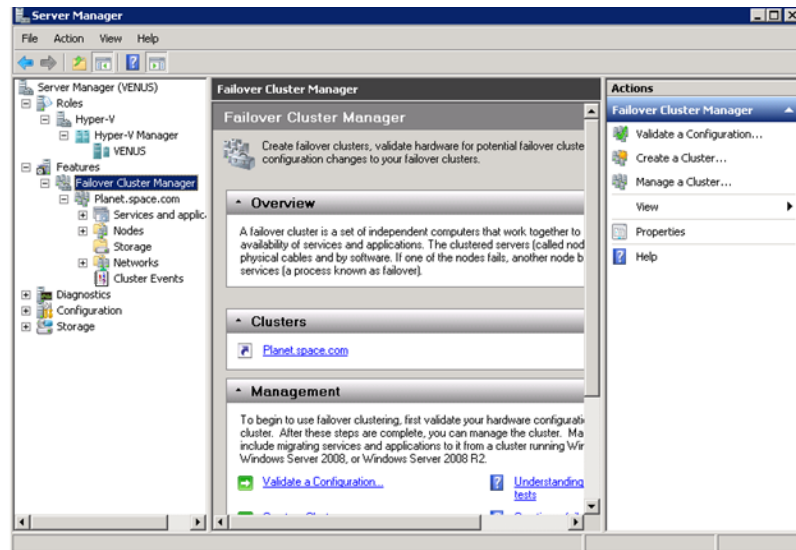 Server Manager
File Action View Help
Server Manager (VENUS)
Roles
Hyper-V
Hyper-V Manager
VENUS
Features
Failover Cluster Manager
Planet.space.com
Services and applic
Nodes
Storage
Networks
Cluster Events
Diagnostics
Configuration
Storage
Failover Cluster Manager
Failover Cluster Manager
Create failover clusters, validate hardware for potential failover cluste
configuration changes to your failover clusters.
Overview
A failover cluster is a set of independent computers that work together to
availability of services and applications. The clustered servers (called nod
physical cables and by software. If one of the nodes fails, another node b
services (a process known as failover).
Clusters
Planet.space.com
Management
To begin to use failover clustering, first validate your hardware configurati
cluster. After these steps are complete, you can manage the cluster. Ma
include migrating services and applications to it from a cluster running Wir
Windows Server 2008, or Windows Server 2008 R2.
Validate a Configuration...
Understanding
tests
Actions
Failover Cluster Manager
Validate a Configuration...
Create a Cluster...
Manage a Cluster...
View
Properties
Help